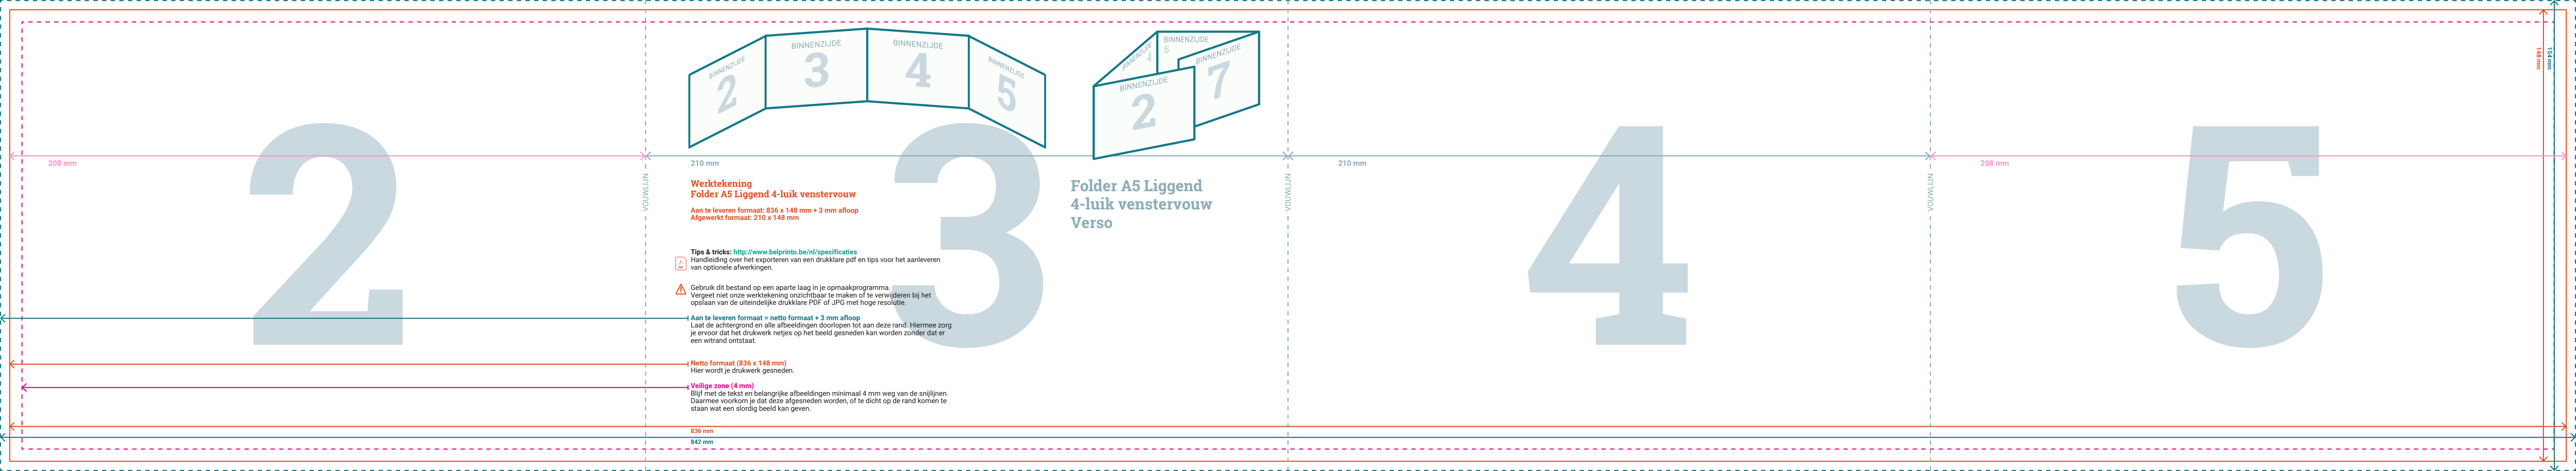 BINNENZIJDE
2
BINNENZIJDE
3
BINNENZIJDE
4
BINNENZIJDE
5
BINNENZIJDE
4
BINNENZIJDE
5
BINNENZIJDE
7
BINNENZIJDE
2
148 mm
154 mm
208 mm
210 mm
210 mm
208 mm
2
3
4
5
VOUWLIJN
VOUWLIJN
VOUWLIJN
Werktekening
Folder A5 Liggend 4-luik venstervouw
Aan te leveren formaat: 836 x 148 mm + 3 mm afloop
Afgewerkt formaat: 210 x 148 mm
Folder A5 Liggend
4-luik venstervouw
Verso
Tips & tricks: http://www.belprinto.be/nl/specificaties
Handleiding over het exporteren van een drukklare pdf en tips voor het aanleveren
van optionele afwerkingen.
Gebruik dit bestand op een aparte laag in je opmaakprogramma.
Vergeet niet onze werktekening onzichtbaar te maken of te verwijderen bij het
opslaan van de uiteindelijke drukklare PDF of JPG met hoge resolutie.
Aan te leveren formaat = netto formaat + 3 mm afloop
Laat de achtergrond en alle afbeeldingen doorlopen tot aan deze rand. Hiermee zorg
je ervoor dat het drukwerk netjes op het beeld gesneden kan worden zonder dat er
een witrand ontstaat.
Netto formaat (836 x 148 mm)
Hier wordt je drukwerk gesneden.
Veilige zone (4 mm)
Blijf met de tekst en belangrijke afbeeldingen minimaal 4 mm weg van de snijlijnen.
Daarmee voorkom je dat deze afgesneden worden, of te dicht op de rand komen te
staan wat een slordig beeld kan geven.
836 mm
842 mm